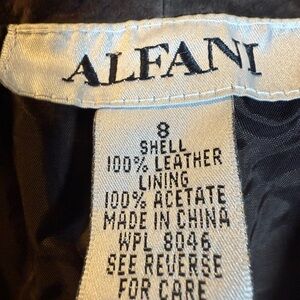 ALFANI
8
SHELL
100% LEATHER
LINING
100% ACETATE
MADE IN CHINA
WPL 8046
SEE REVERSE
FOR CARE